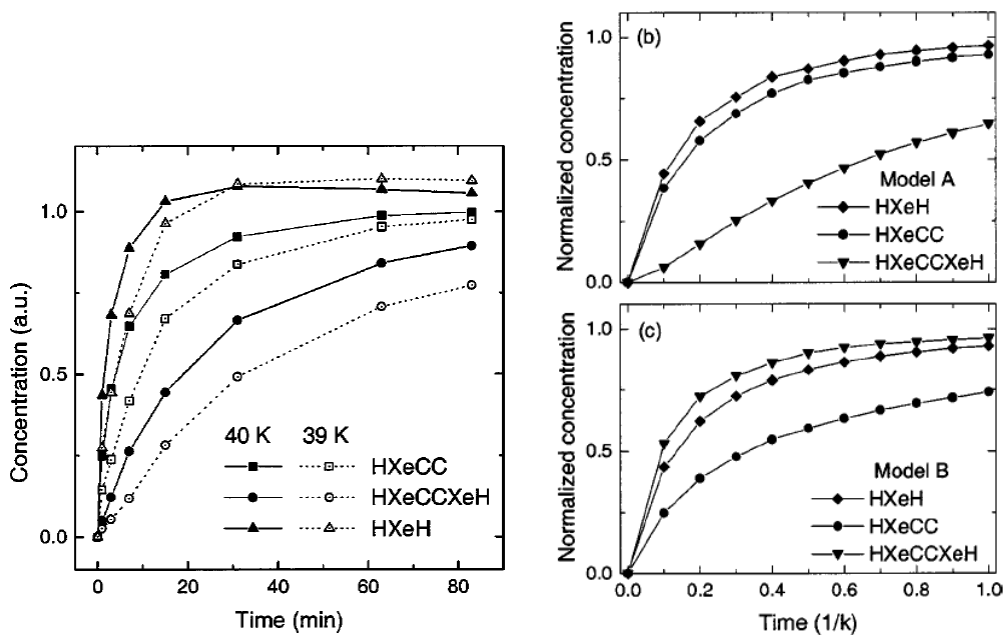 Concentration (a.u.)
1.0
0.5
0.0
40 K 39 K
HXeCC
HXeCCXeH
HXeH
0 20 40 60 80
Time (min)
(b)
Normalized concentration
1.0
0.5
0.0
Model A
HXeH
HXeCC
HXeCCXeH
(c)
Normalized concentration
1.0
0.5
0.0
Model B
HXeH
HXeCC
HXeCCXeH
0.0 0.2 0.4 0.6 0.8 1.0
Time (1/k)